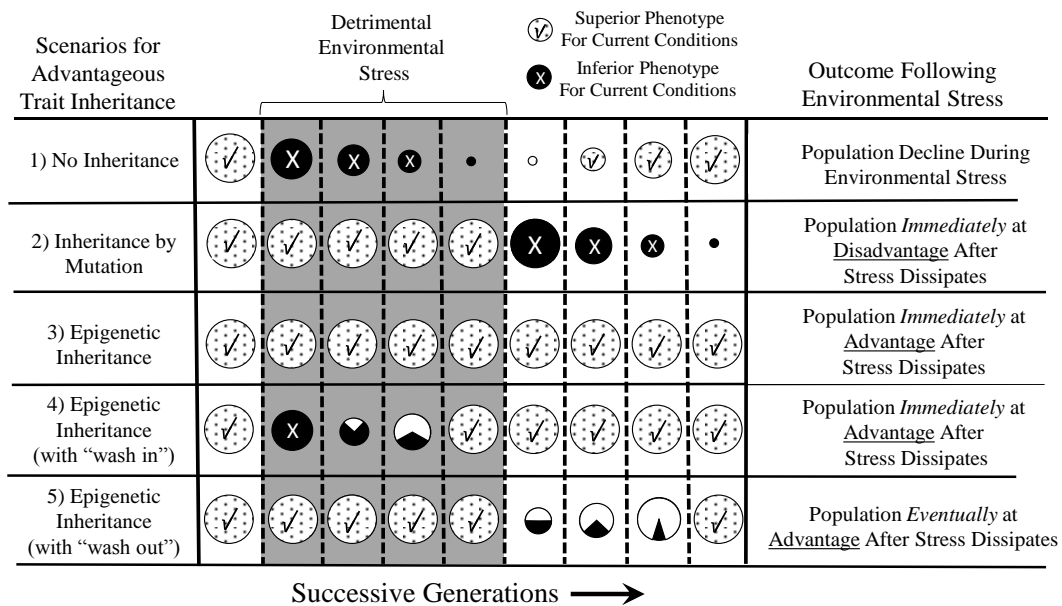 Scenarios for
Advantageous
Trait Inheritance
Detrimental
Environmental
Stress
Superior Phenotype
For Current Conditions
X
Inferior Phenotype
For Current Conditions
Outcome Following
Environmental Stress
1) No Inheritance
X
X
X
Population Decline During
Environmental Stress
2) Inheritance by
Mutation
X
X
X
Population Immediately at
Disadvantage After
Stress Dissipates
3) Epigenetic
Inheritance
Population Immediately at
Advantage After
Stress Dissipates
4) Epigenetic
Inheritance
(with “wash in”)
X
Population Immediately at
Advantage After
Stress Dissipates
5) Epigenetic
Inheritance
(with “wash out”)
Population Eventually at
Advantage After Stress Dissipates
Successive Generations